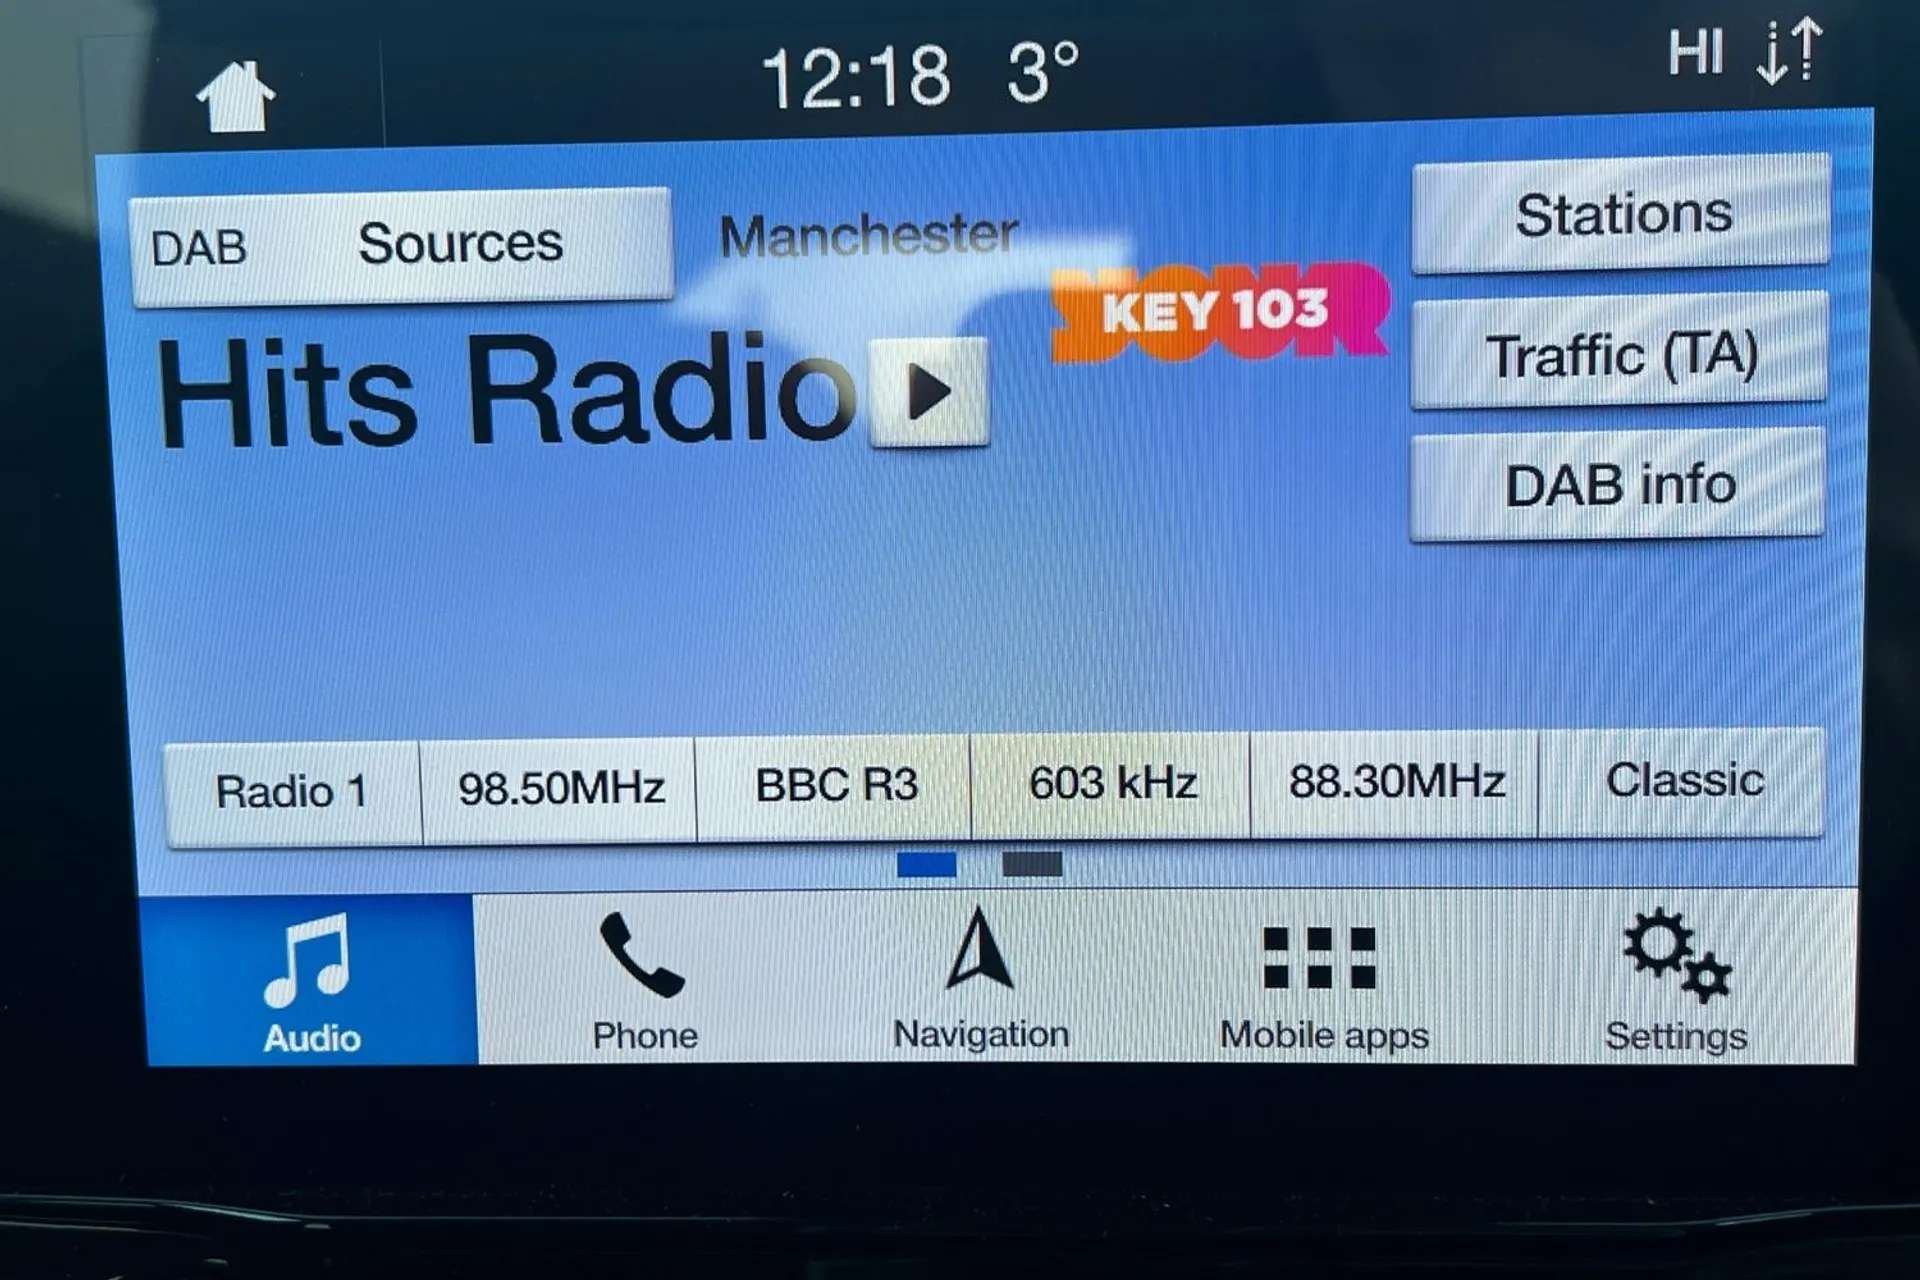 12:18 3°
HI
DAB Sources
Manchester
Stations
KEY 103
Hits Radio
Traffic (TA)
DAB info
Radio 1
98.50MHz
BBC R3
603 kHz
88.30MHz
Classic
Audio
Phone
Navigation
Mobile apps
Settings